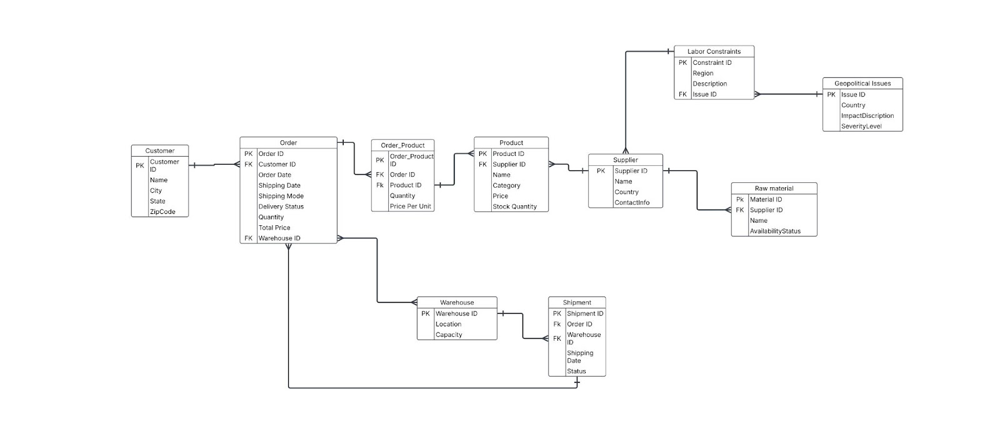 Customer
PK Customer
ID
Name
City
State
ZipCode
Order
PK Order ID
FK Customer ID
Order Date
Shipping Date
Shipping Mode
Delivery Status
Quantity
Total Price
FK Warehouse ID
Order_Product
PK Order_Product
ID
FK Order ID
Fk Product ID
Quantity
Price Per Unit
Product
PK Product ID
FK Supplier ID
Name
Category
Price
Stock Quantity
Supplier
PK Supplier ID
Name
Country
ContactInfo
Labor Constraints
PK Constraint ID
Region
Description
FK Issue ID
Geopolitical Issues
PK Issue ID
Country
ImpactDiscription
SeverityLevel
Raw material
Pk Material ID
FK Supplier ID
Name
AvailabilityStatus
Warehouse
PK Warehouse ID
Location
Capacity
Shipment
PK Shipment ID
Fk Order ID
FK Warehouse
ID
Shipping
Date
Status